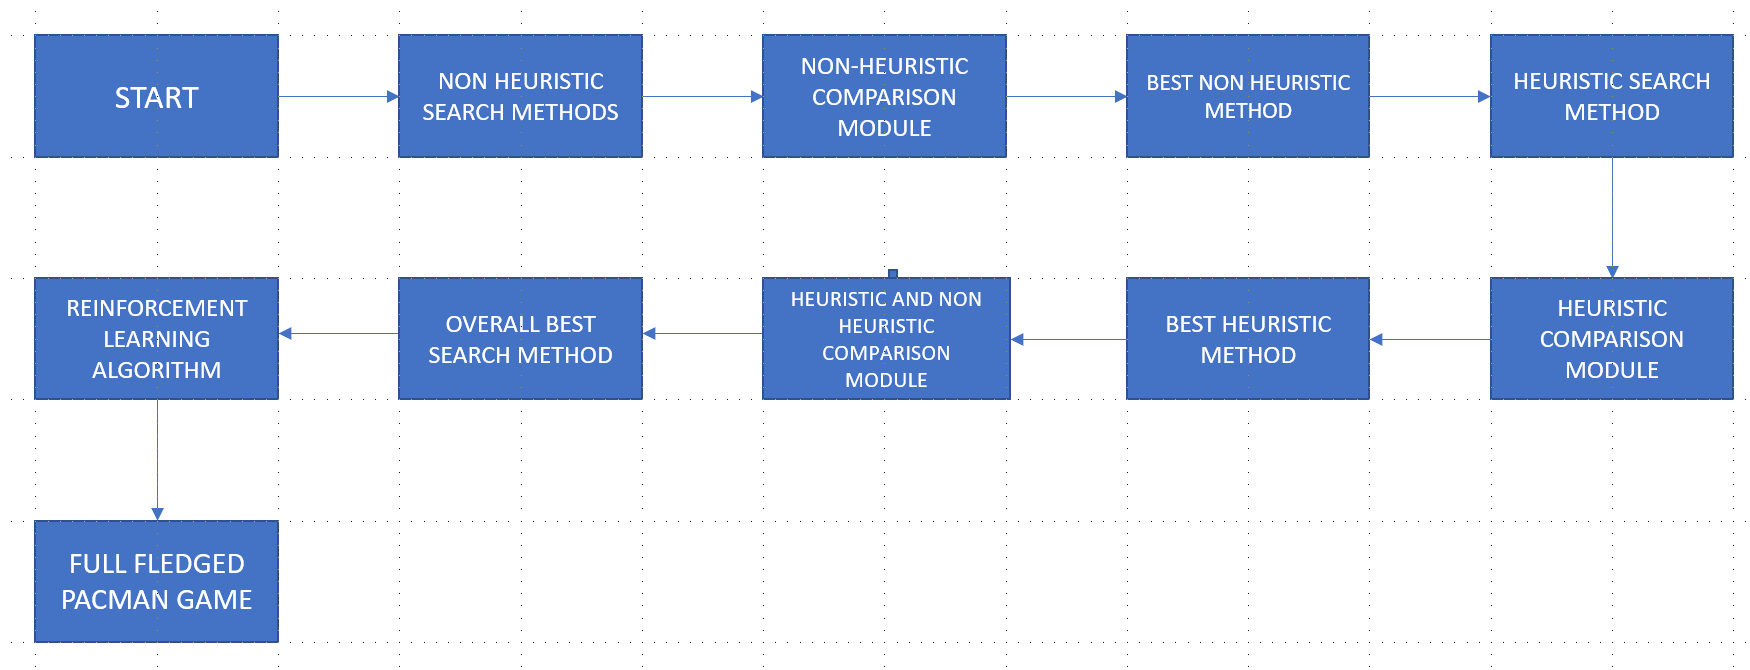 START
NON HEURISTIC
SEARCH METHODS
NON-HEURISTIC
COMPARISON
MODULE
BEST NON HEURISTIC
METHOD
HEURISTIC SEARCH
METHOD
REINFORCEMENT
LEARNING
ALGORITHM
OVERALL BEST
SEARCH METHOD
HEURISTIC AND NON
HEURISTIC
COMPARISON
MODULE
BEST HEURISTIC
METHOD
HEURISTIC
COMPARISON
MODULE
FULL FLEDGED
PACMAN GAME